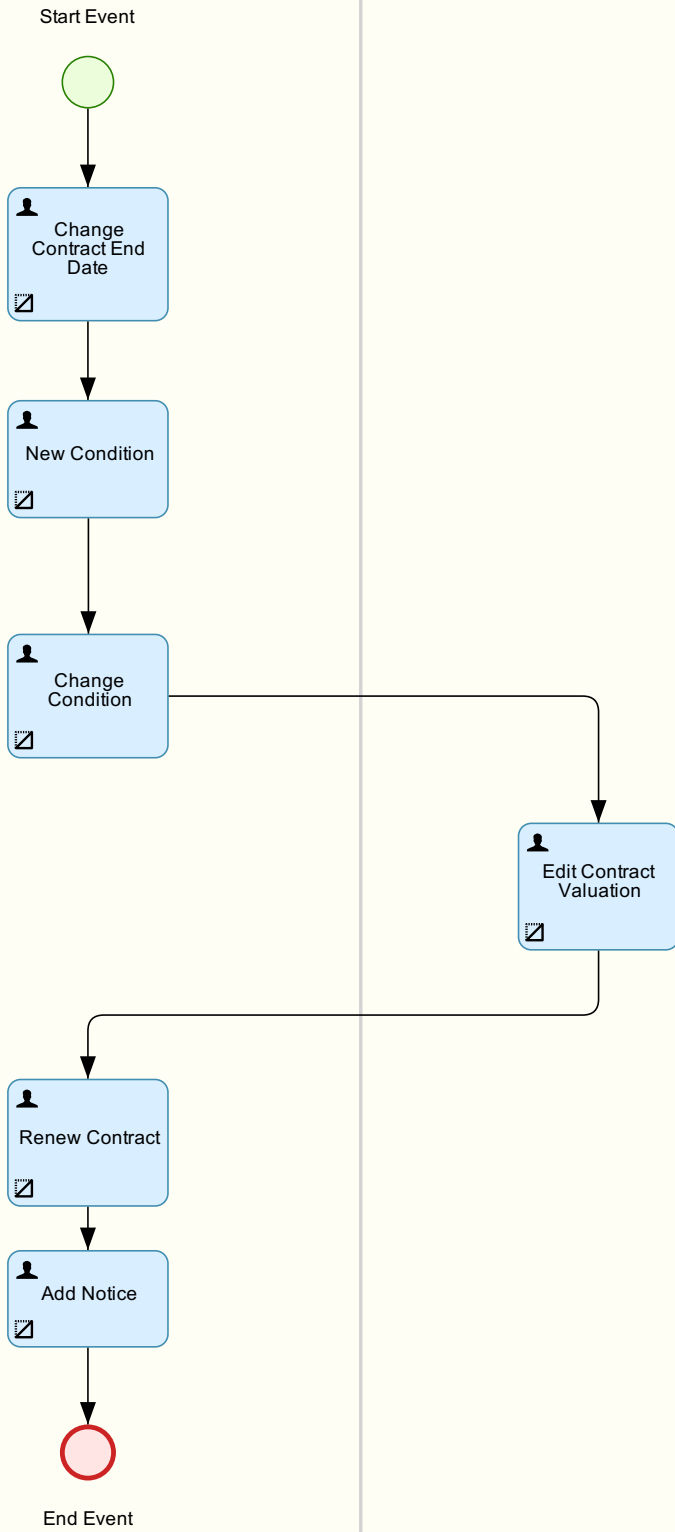 Start Event
Change
Contract End
Date
New Condition
Change
Condition
Edit Contract
Valuation
Renew Contract
Add Notice
End Event